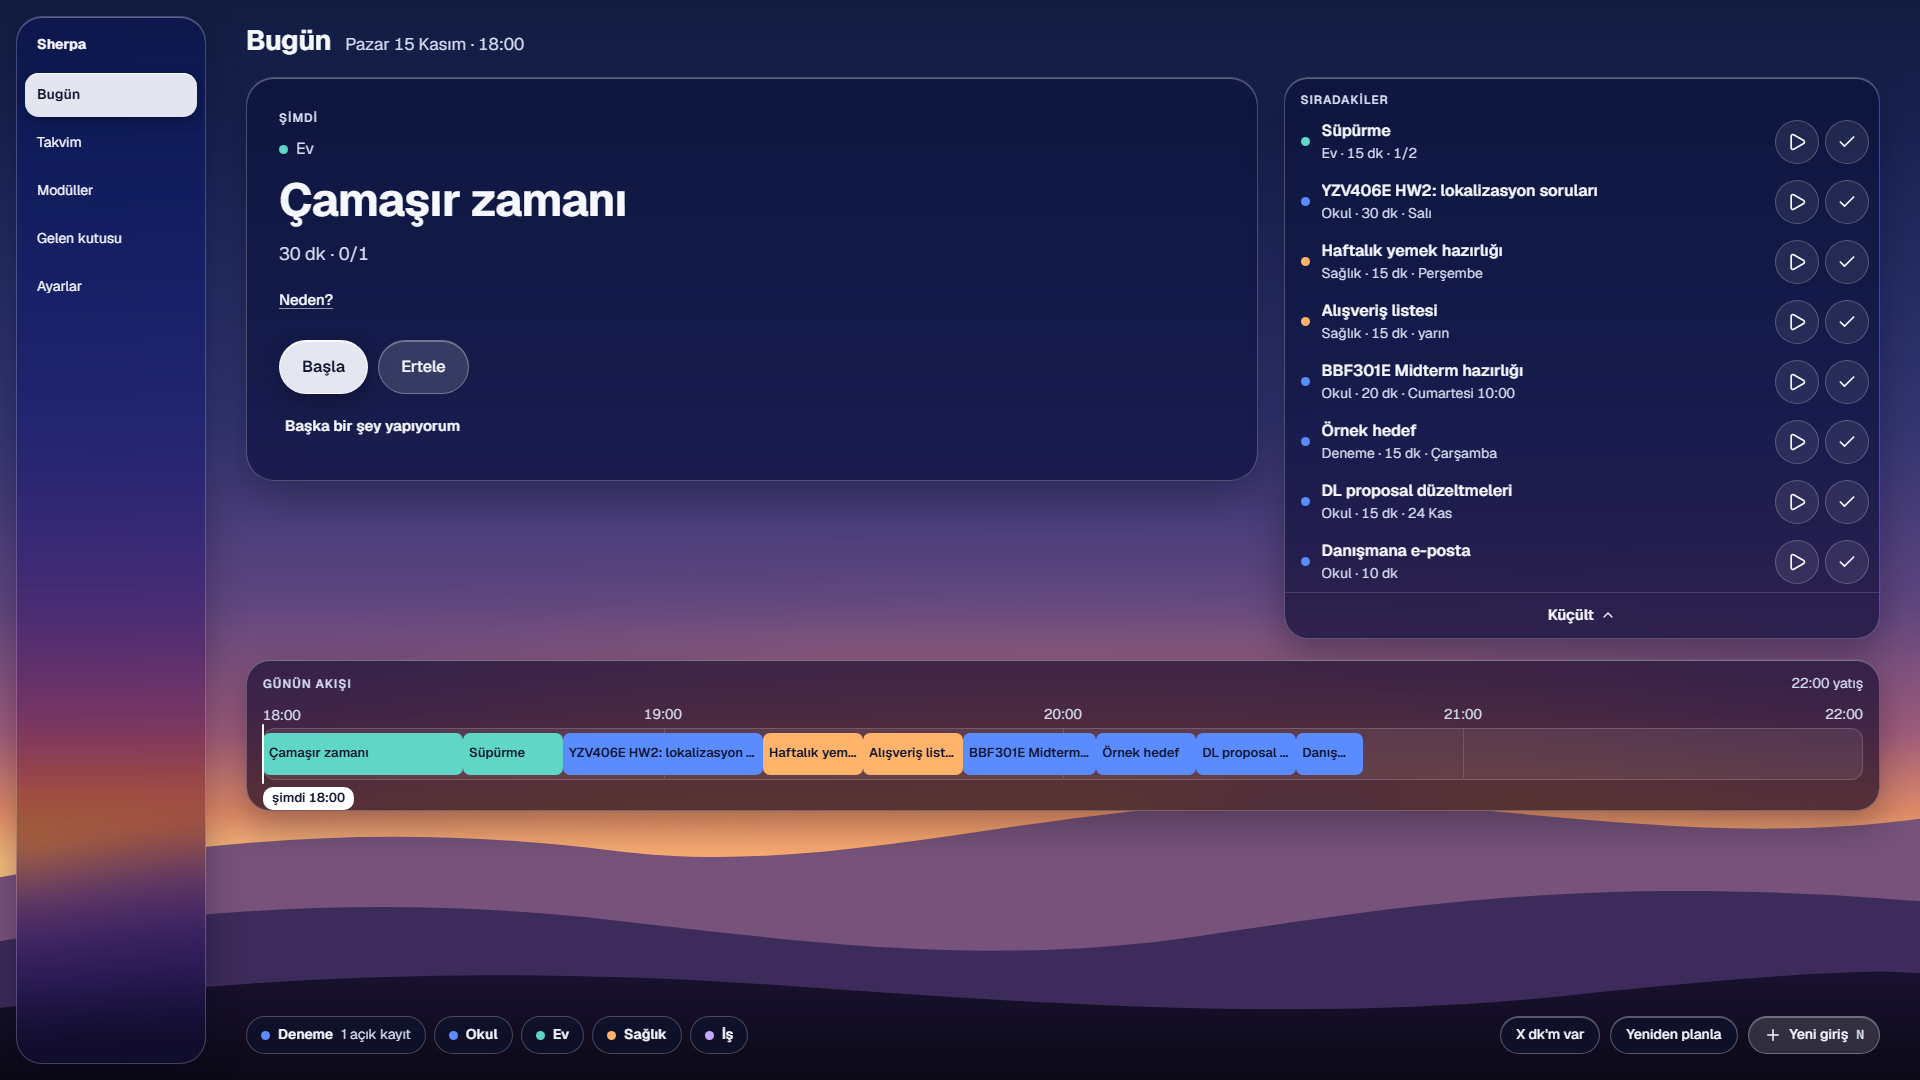 Sherpa
Bugün
Takvim
Modüller
Gelen kutusu
Ayarlar
Bugün Pazar 15 Kasım · 18:00
ŞİMDİ
Ev
Çamaşır zamanı
30 dk · 0/1
Neden?
Başla Ertele
Başka bir şey yapıyorum
SIRADAKİLER
Süpürme
Ev · 15 dk · 1/2
YZV406E HW2: lokalizasyon soruları
Okul · 30 dk · Salı
Haftalık yemek hazırlığı
Sağlık · 15 dk · Perşembe
Alışveriş listesi
Sağlık · 15 dk · yarın
BBF301E Midterm hazırlığı
Okul · 20 dk · Cumartesi 10:00
Örnek hedef
Deneme · 15 dk · Çarşamba
DL proposal düzeltmeleri
Okul · 15 dk · 24 Kas
Danışmana e-posta
Okul · 10 dk
Küçült
GÜNÜN AKIŞI 22:00 yatış
18:00 19:00 20:00 21:00 22:00
Çamaşır zamanı Süpürme YZV406E HW2: lokalizasyon ... Haftalık yem... Alışveriş list... BBF301E Midterm... Örnek hedef DL proposal ... Danış...
şimdi 18:00
Deneme 1 açık kayıt Okul Ev Sağlık İş X dk'm var Yeniden planla + Yeni giriş N